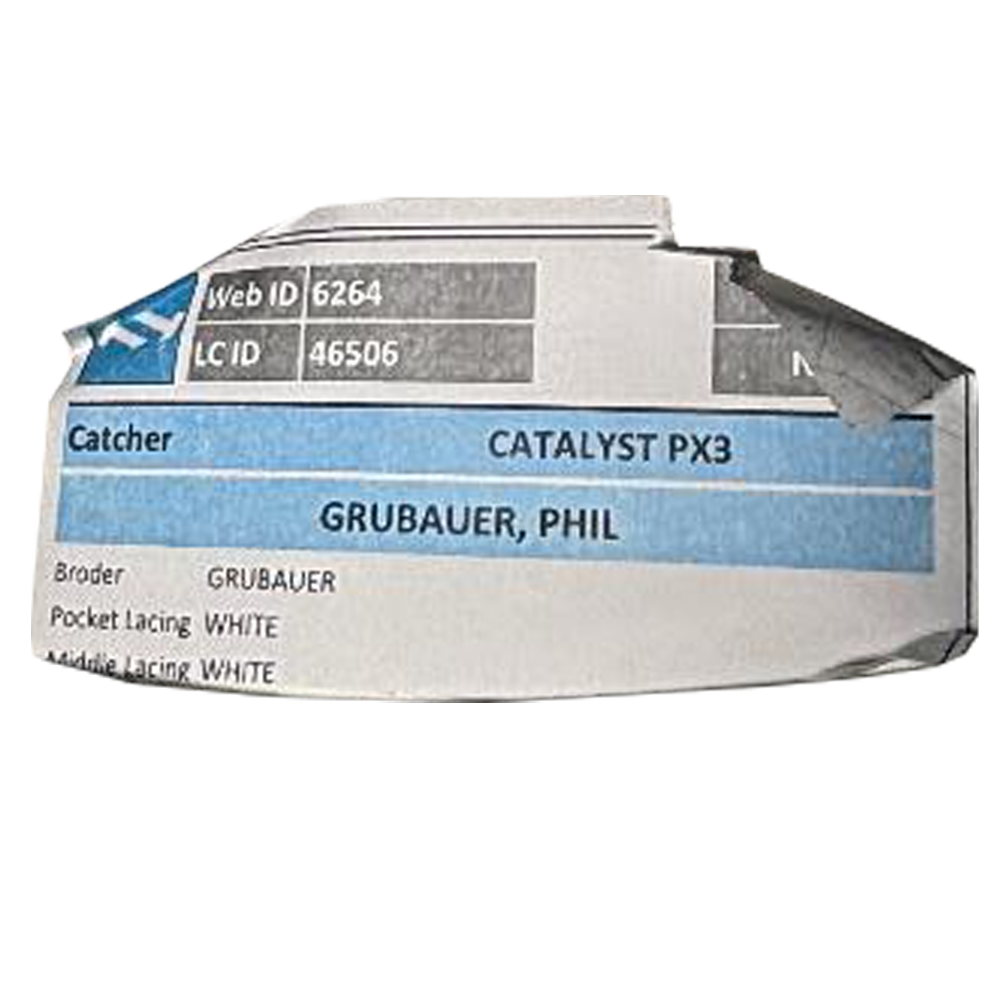 Web ID 6264
LC ID 46506 N
Catcher CATALYST PX3
GRUBAUER, PHIL
Broder GRUBAUER
Pocket Lacing WHITE
Middle Lacing WHITE